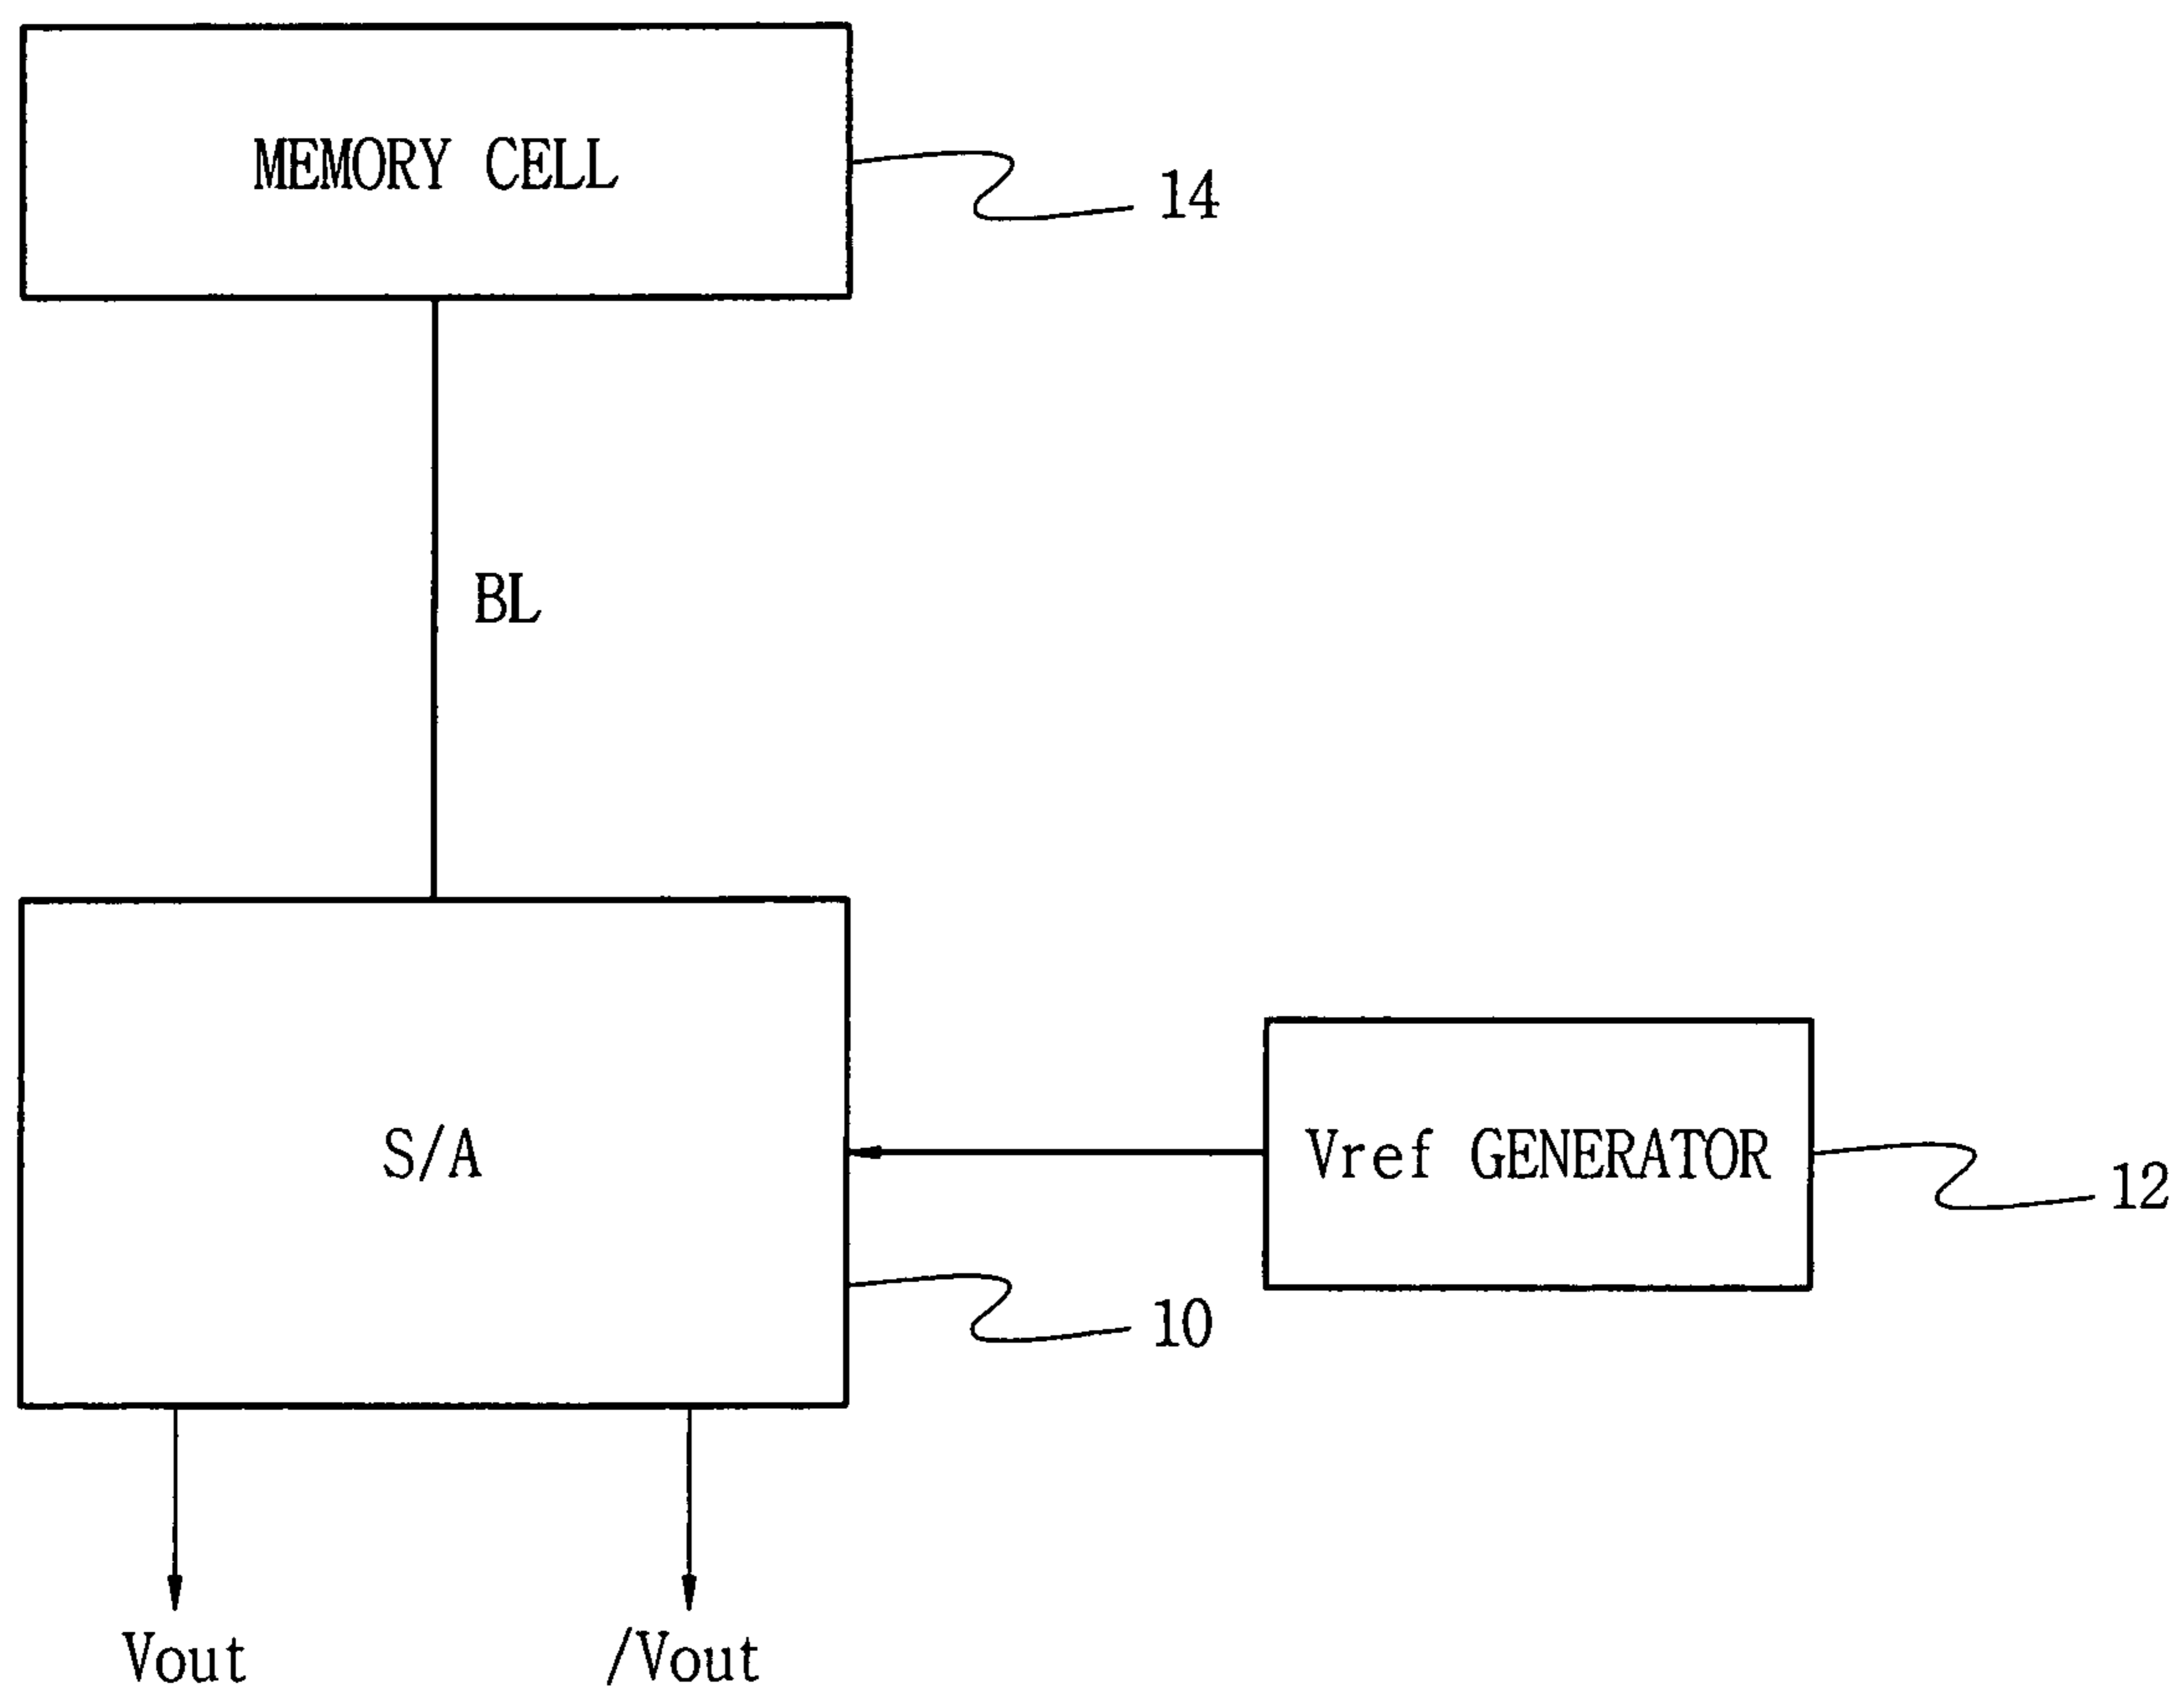 MEMORY CELL
14
BL
S/A
Vref GENERATOR
12
10
Vout
/Vout